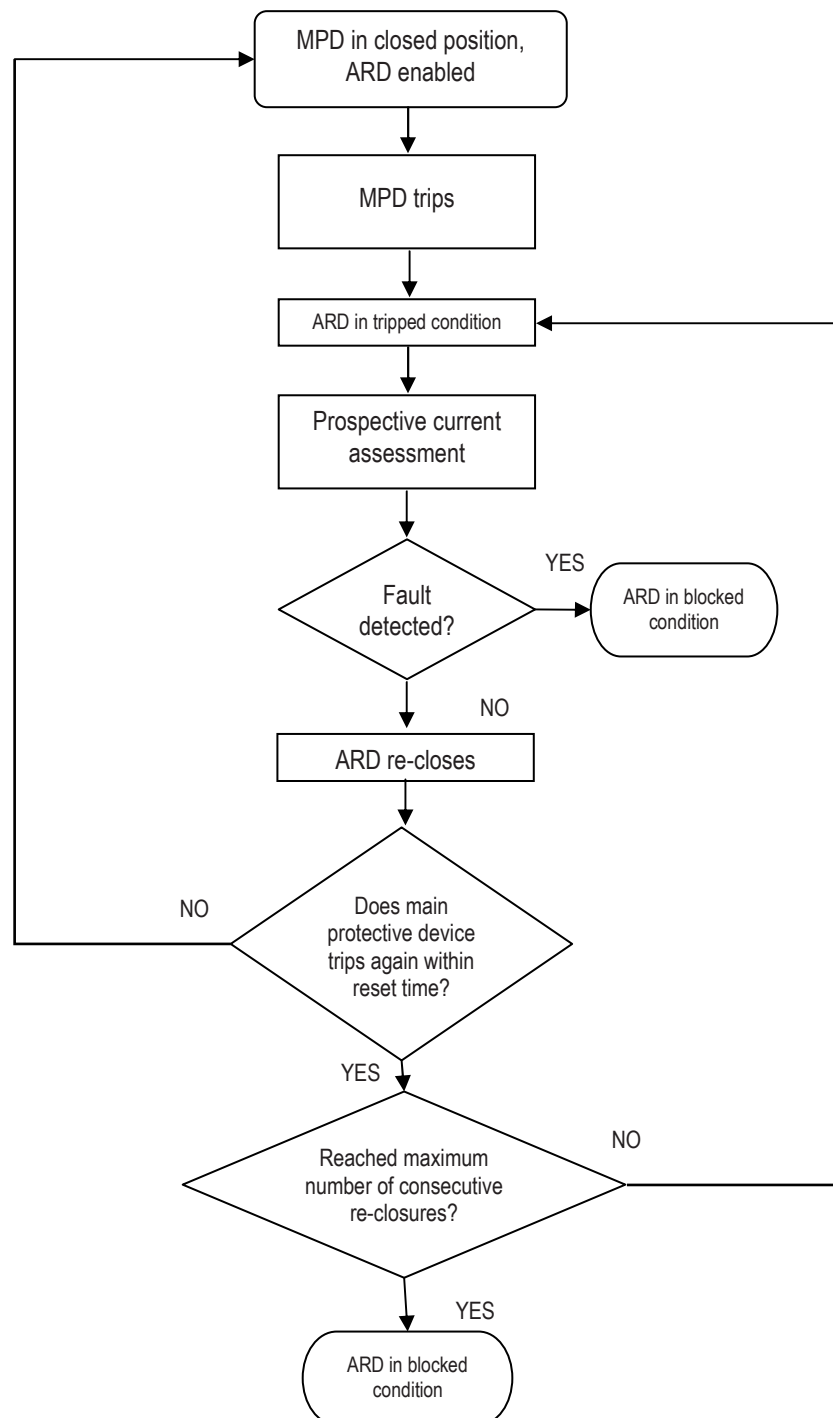 MPD in closed position,
ARD enabled
MPD trips
ARD in tripped condition
Prospective current
assessment
Fault
detected?
YES
ARD in blocked
condition
NO
ARD re-closes
Does main
protective device
trips again within
reset time?
NO
YES
Reached maximum
number of consecutive
re-closures?
NO
YES
ARD in blocked
condition